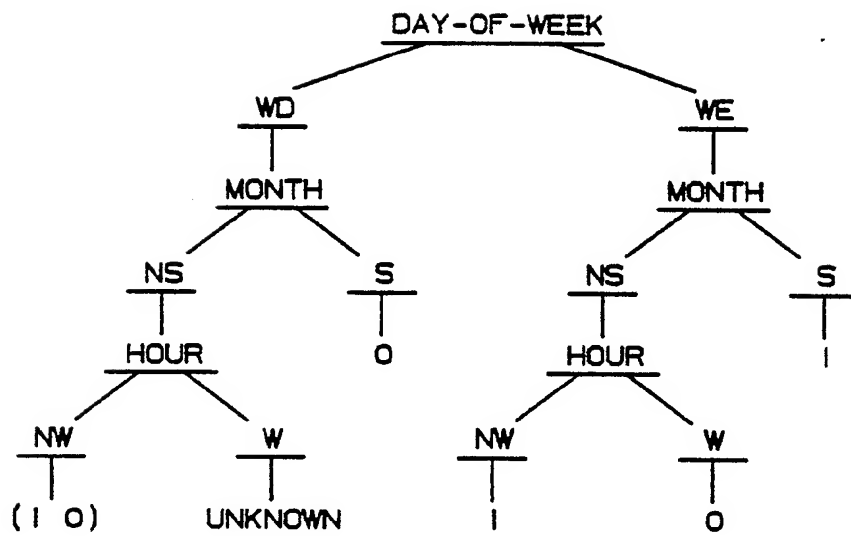 DAY-OF-WEEK
WD WE
MONTH MONTH
NS S NS S
HOUR 0 HOUR 1
NW W NW W
(1 0) UNKNOWN 1 0